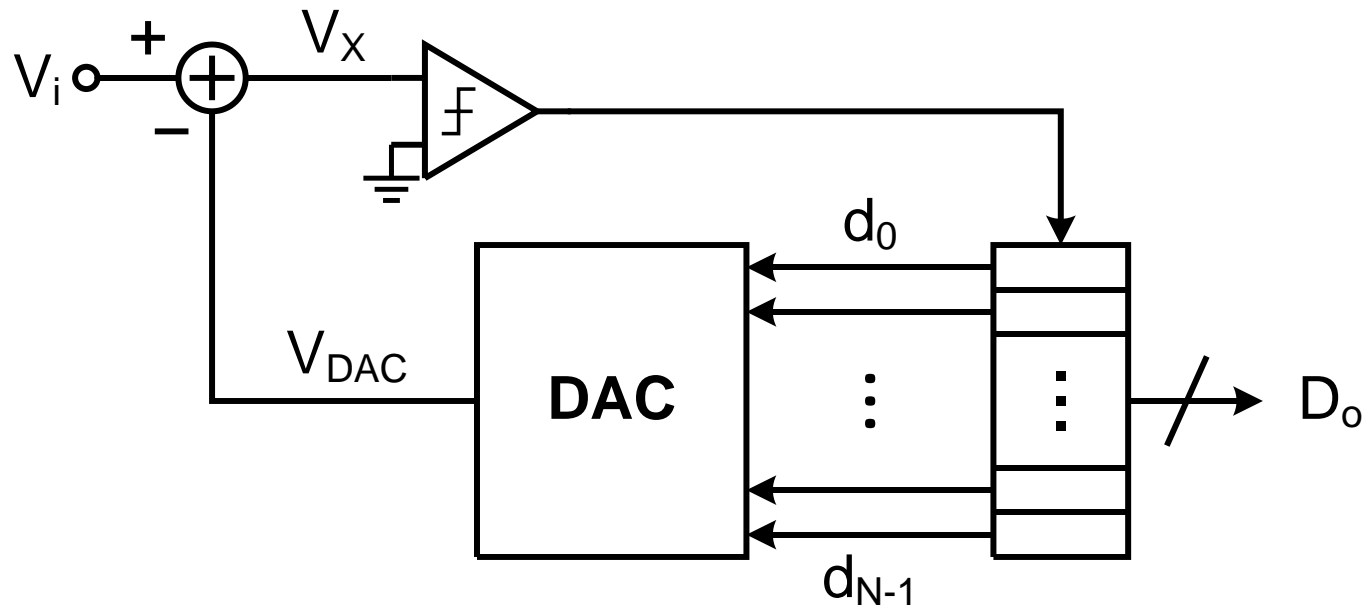 V_i
+
−
V_X
d_0
V_DAC
DAC
⋮
⋮
D_o
d_N-1